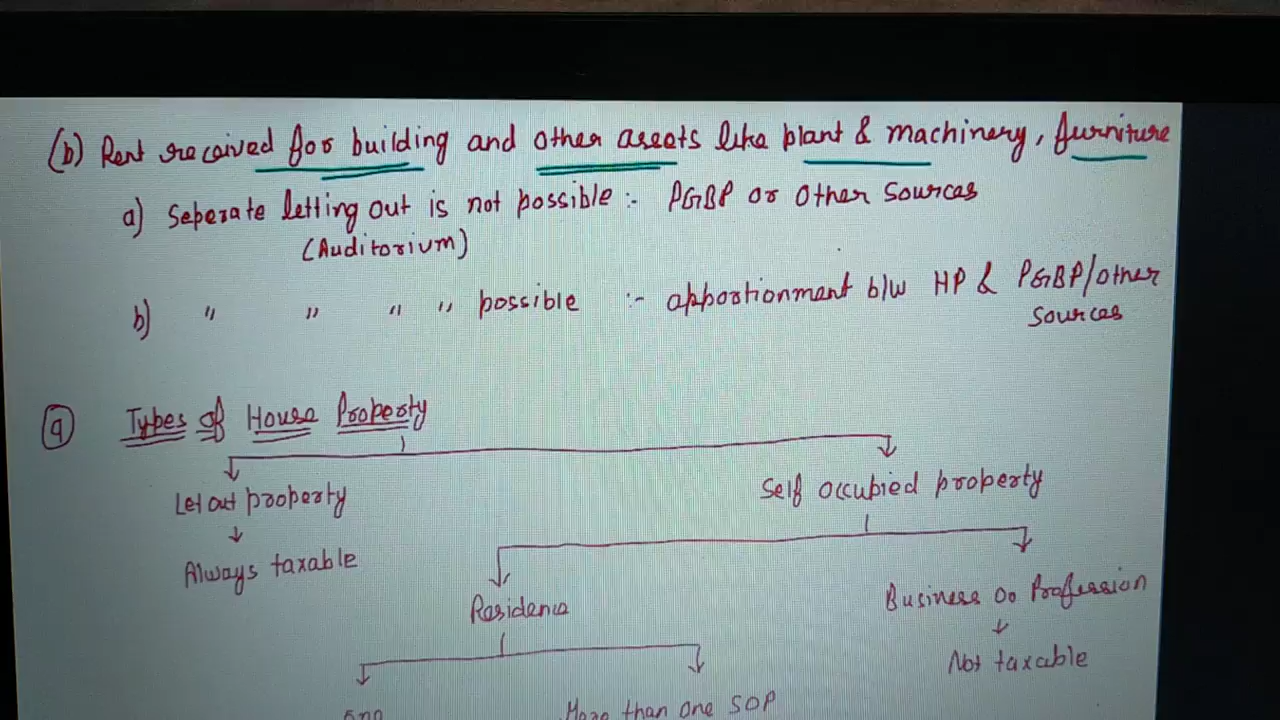 (b) Rent received for building and other assets like plant & machinery, furniture
a) Seperate letting out is not possible :- PGBP or Other Sources
(Auditorium)
b) " " " " possible :- apportionment b/w HP & PGBP/other
Sources
9 Types of House Property
Let out property
Self occupied property
Always taxable
Residence
Business or Profession
Not taxable
More than one SOP